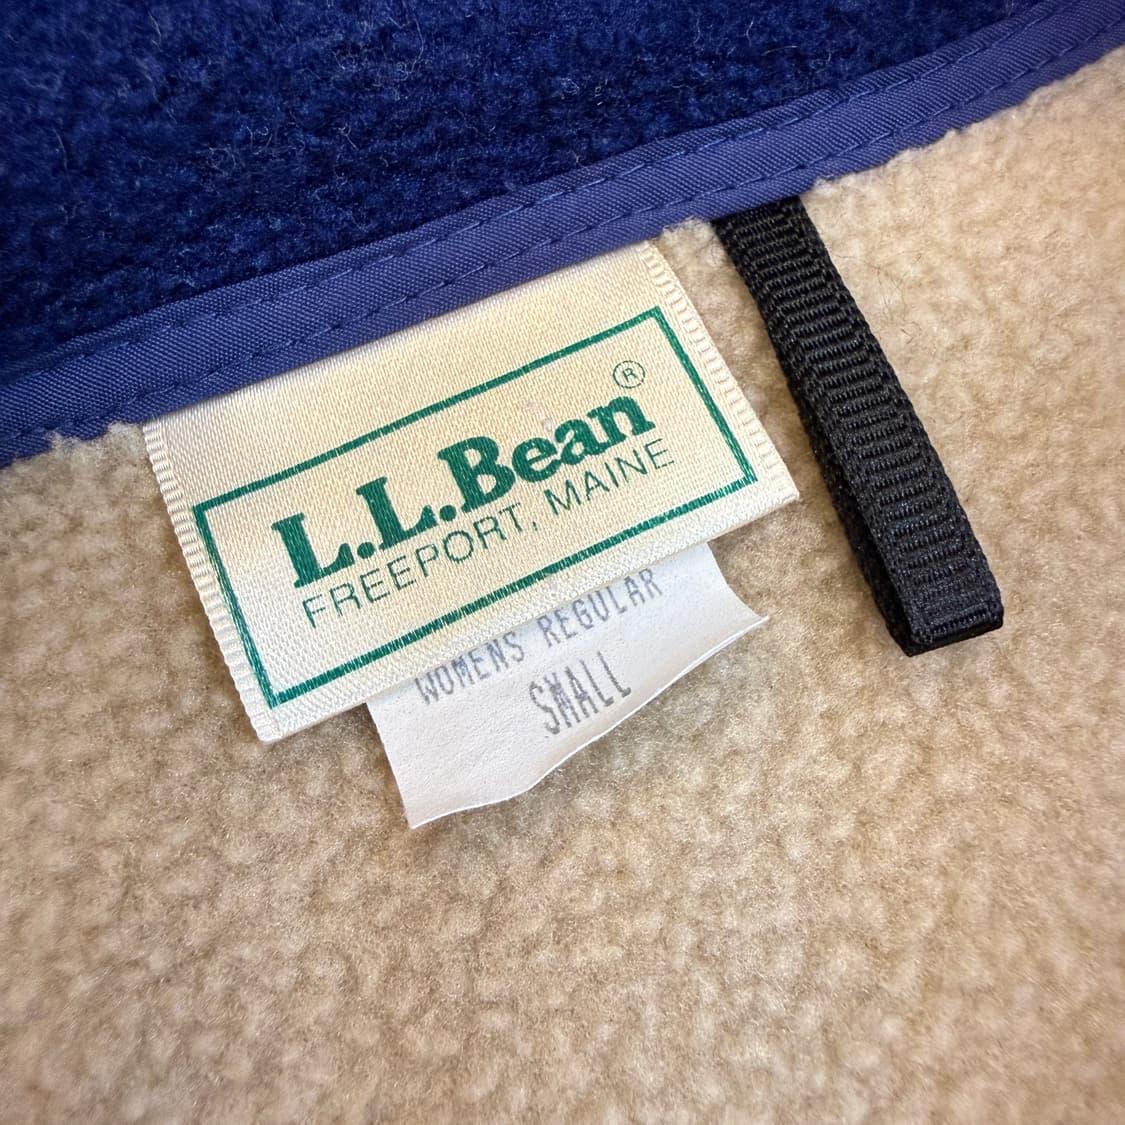 L.L.Bean®
FREEPORT, MAINE
WOMENS REGULAR
SMALL